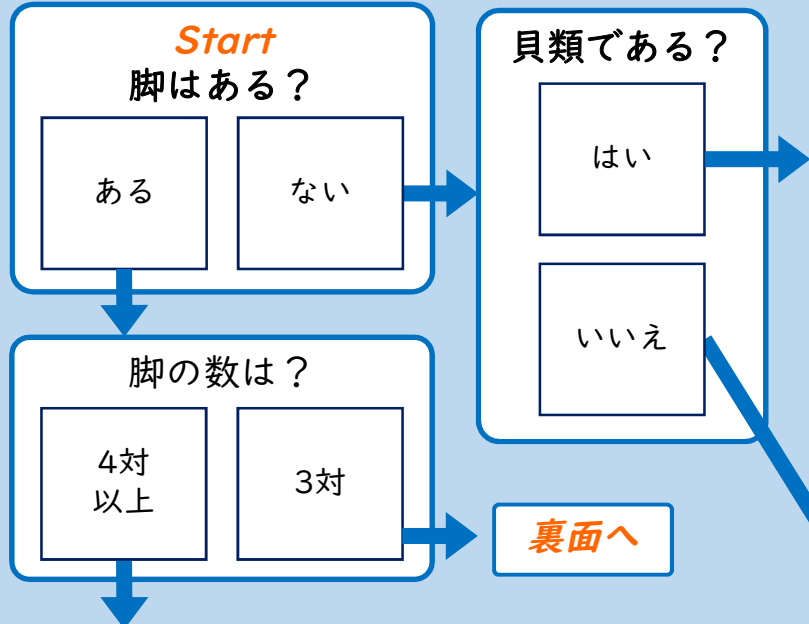 Start
脚はある？
ある
ない
貝類である？
はい
いいえ
脚の数は？
4対
以上
3対
裏面へ